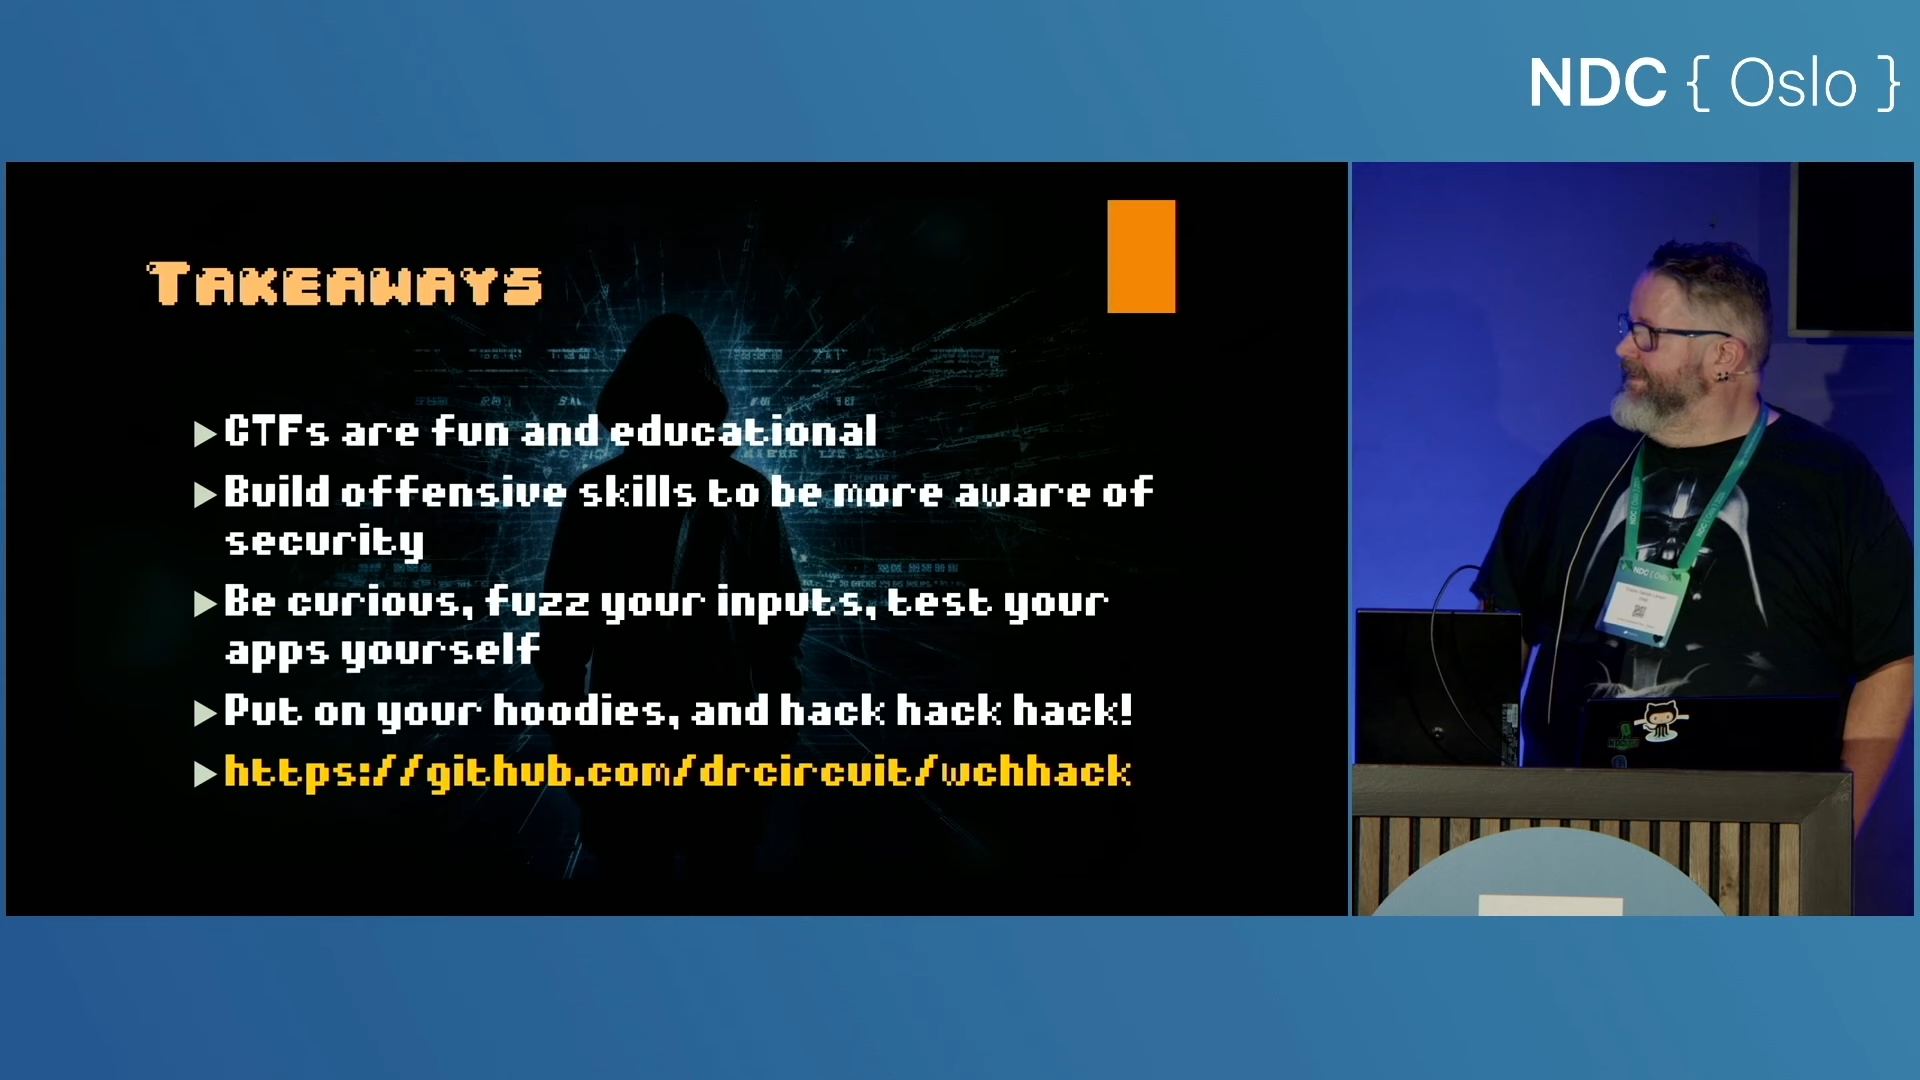 NDC { Oslo }
TAKEAWAYS
CTFs are fun and educational
Build offensive skills to be more aware of
security
Be curious, fuzz your inputs, test your
apps yourself
Put on your hoodies, and hack hack hack!
https://github.com/drcircuit/wchhack
NDC { Oslo }